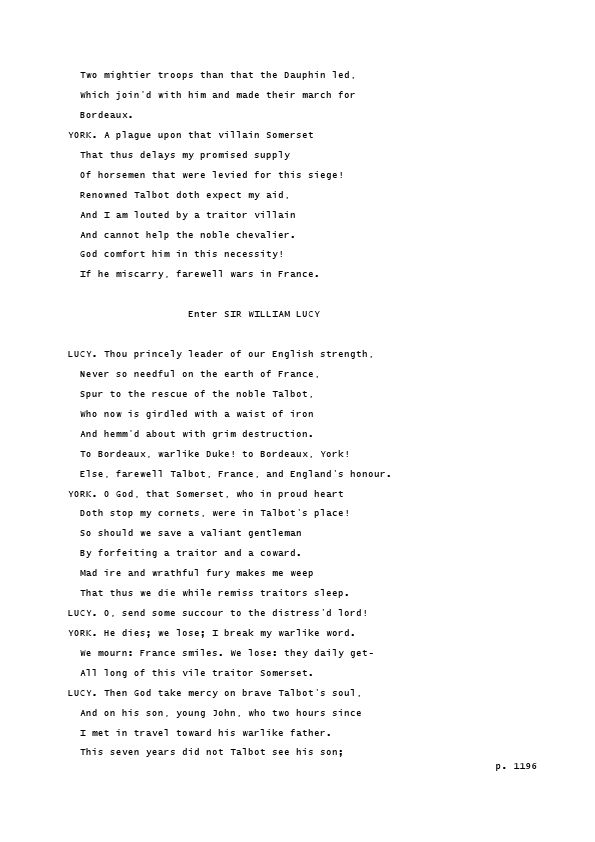 Two mightier troops than that the Dauphin led,
Which join'd with him and made their march for
Bordeaux.
YORK. A plague upon that villain Somerset
That thus delays my promised supply
Of horsemen that were levied for this siege!
Renowned Talbot doth expect my aid,
And I am louted by a traitor villain
And cannot help the noble chevalier.
God comfort him in this necessity!
If he miscarry, farewell wars in France.
Enter SIR WILLIAM LUCY
LUCY. Thou princely leader of our English strength,
Never so needful on the earth of France,
Spur to the rescue of the noble Talbot,
Who now is girdled with a waist of iron
And hemm'd about with grim destruction.
To Bordeaux, warlike Duke! to Bordeaux, York!
Else, farewell Talbot, France, and England's honour.
YORK. O God, that Somerset, who in proud heart
Doth stop my cornets, were in Talbot's place!
So should we save a valiant gentleman
By forfeiting a traitor and a coward.
Mad ire and wrathful fury makes me weep
That thus we die while remiss traitors sleep.
LUCY. O, send some succour to the distress'd lord!
YORK. He dies; we lose; I break my warlike word.
We mourn: France smiles. We lose: they daily get-
All long of this vile traitor Somerset.
LUCY. Then God take mercy on brave Talbot's soul,
And on his son, young John, who two hours since
I met in travel toward his warlike father.
This seven years did not Talbot see his son;
p. 1196